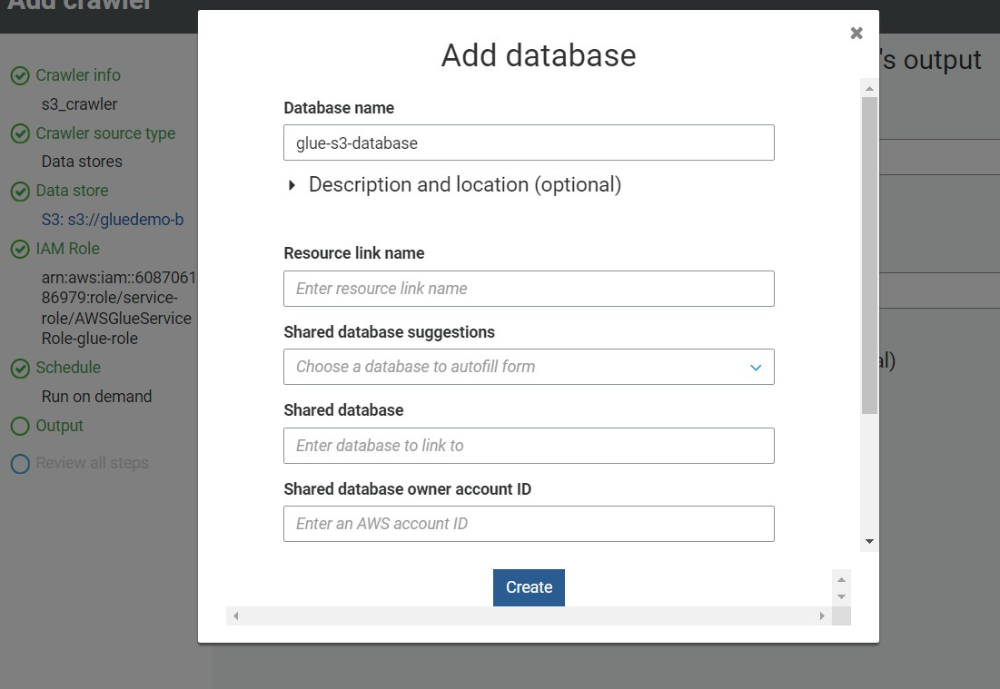 Add crawler
Crawler info
s3_crawler
Crawler source type
Data stores
Data store
S3: s3://gluedemo-b
IAM Role
arn:aws:iam::6087061
86979:role/service-
role/AWSGlueService
Role-glue-role
Schedule
Run on demand
Output
Review all steps
Add database
Database name
glue-s3-database
Description and location (optional)
Resource link name
Enter resource link name
Shared database suggestions
Choose a database to autofill form
Shared database
Enter database to link to
Shared database owner account ID
Enter an AWS account ID
Create
's output
al)